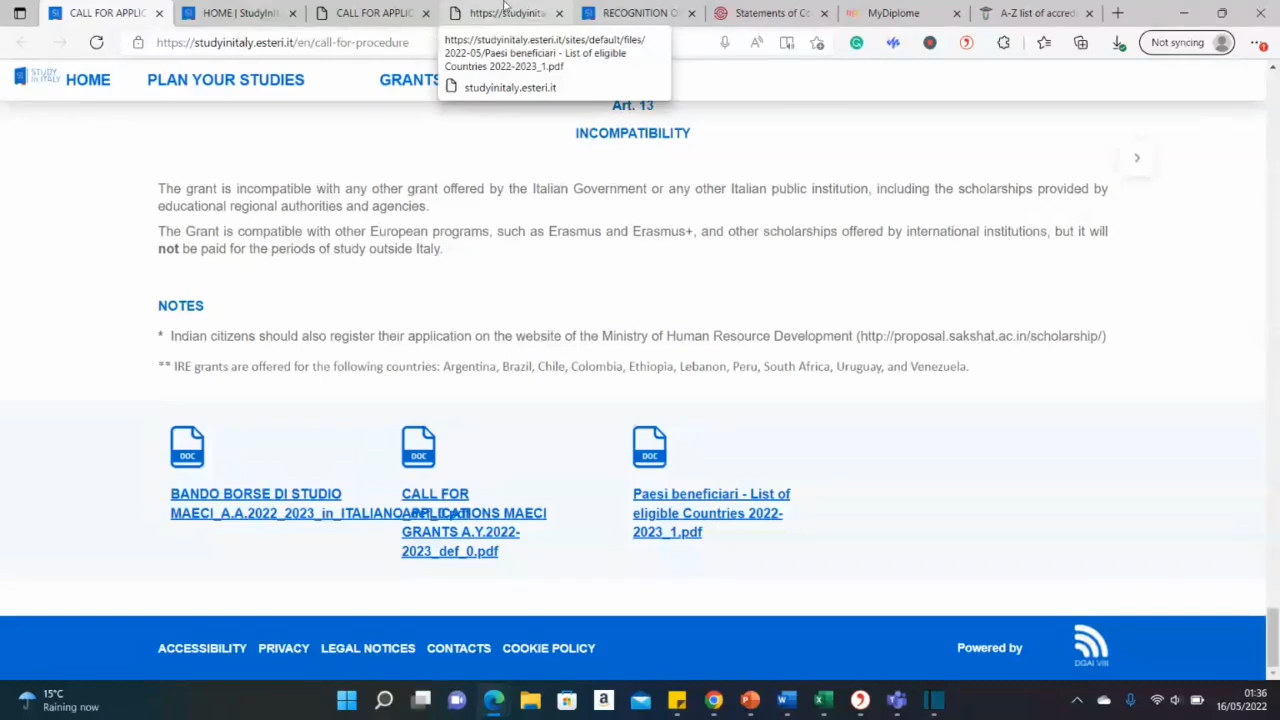 CALL FOR APPLIC
HOME | StudyinI
CALL FOR APPLIC
https://studyinita
RECOGNITION O
Statements of Co
MyDiplome
A-Z list of accred
https://studyinitaly.esteri.it/en/call-for-procedure
Not syncing
https://studyinitaly.esteri.it/sites/default/files/
2022-05/Paesi beneficiari - List of eligible
Countries 2022-2023_1.pdf
studyinitaly.esteri.it
STUDY
in ITALY
HOME
PLAN YOUR STUDIES
GRANTS
Art. 13
INCOMPATIBILITY
The grant is incompatible with any other grant offered by the Italian Government or any other Italian public institution, including the scholarships provided by
educational regional authorities and agencies.
The Grant is compatible with other European programs, such as Erasmus and Erasmus+, and other scholarships offered by international institutions, but it will
not be paid for the periods of study outside Italy.
NOTES
* Indian citizens should also register their application on the website of the Ministry of Human Resource Development (http://proposal.sakshat.ac.in/scholarship/)
** IRE grants are offered for the following countries: Argentina, Brazil, Chile, Colombia, Ethiopia, Lebanon, Peru, South Africa, Uruguay, and Venezuela.
DOC
DOC
DOC
BANDO BORSE DI STUDIO
MAECI_A.A.2022_2023_in_ITALIANO
CALL FOR
APPLICATIONS MAECI
GRANTS A.Y.2022-
2023_def_0.pdf
Paesi beneficiari - List of
eligible Countries 2022-
2023_1.pdf
ACCESSIBILITY
PRIVACY
LEGAL NOTICES
CONTACTS
COOKIE POLICY
Powered by
DGAI VIII
15°C
Raining now
01:36
16/05/2022